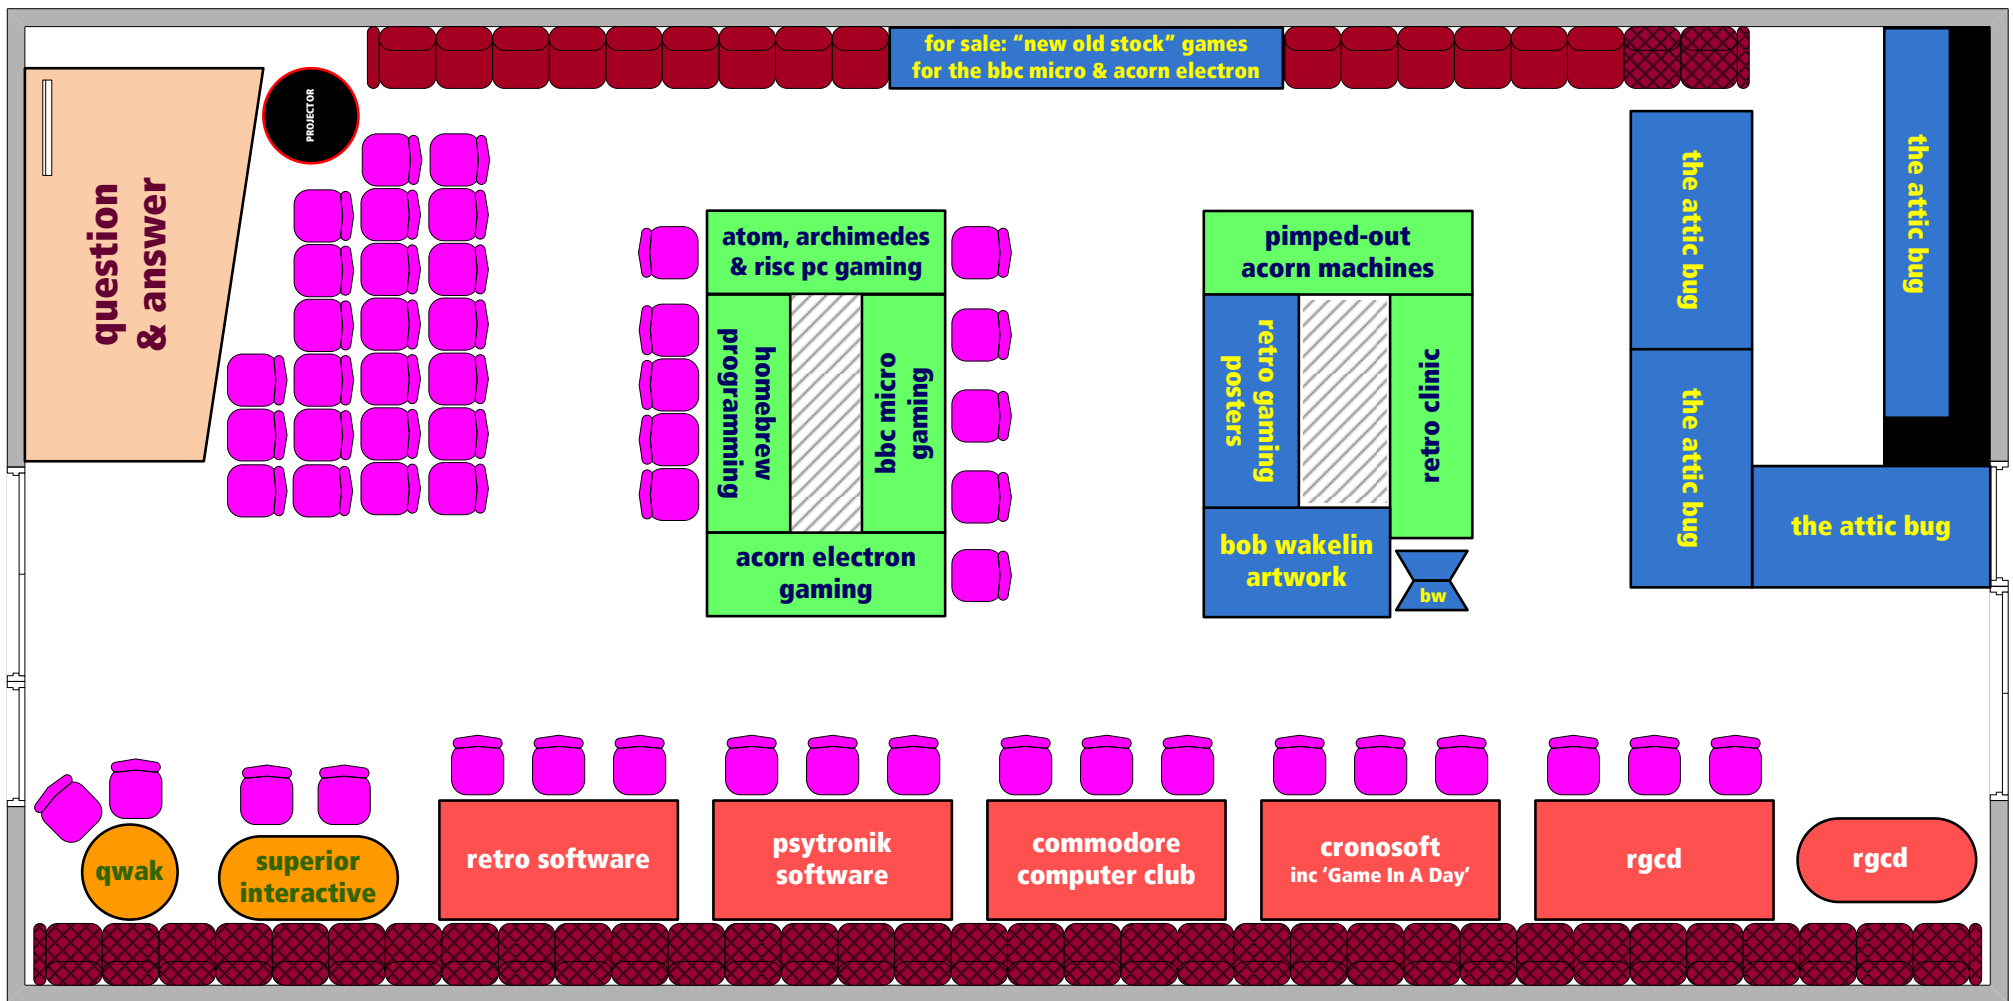 for sale: “new old stock” games
for the bbc micro & acorn electron
PROJECTOR
question
& answer
atom, archimedes
& risc pc gaming
homebrew
programming
bbc micro
gaming
acorn electron
gaming
pimped-out
acorn machines
retro gaming
posters
retro clinic
bob wakelin
artwork
bw
the attic bug
the attic bug
the attic bug
the attic bug
qwak
superior
interactive
retro software
psytronik
software
commodore
computer club
cronosoft
inc ‘Game In A Day’
rgcd
rgcd